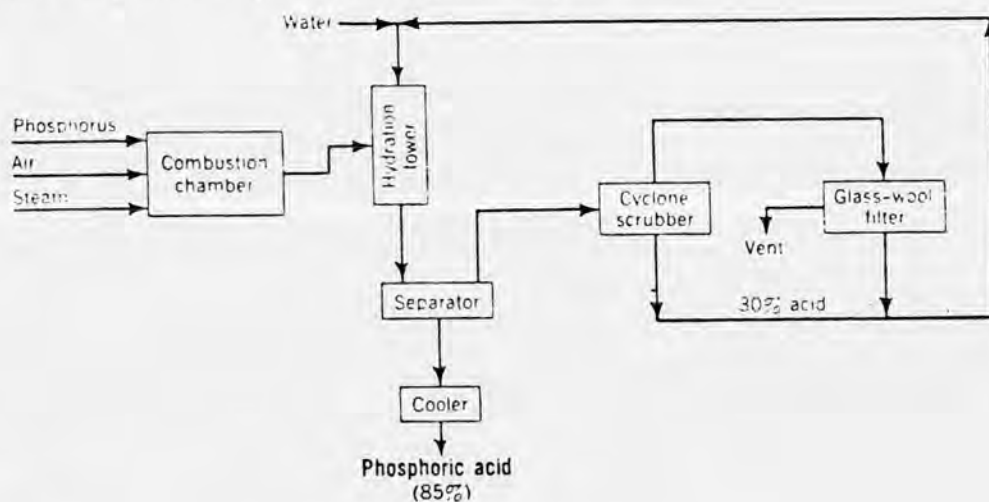 Water
Phosphorus
Air
Steam
Combustion
chamber
Hydration
tower
Separator
Cooler
Phosphoric acid
(85%)
Cyclone
scrubber
Glass-wool
filter
Vent
30% acid